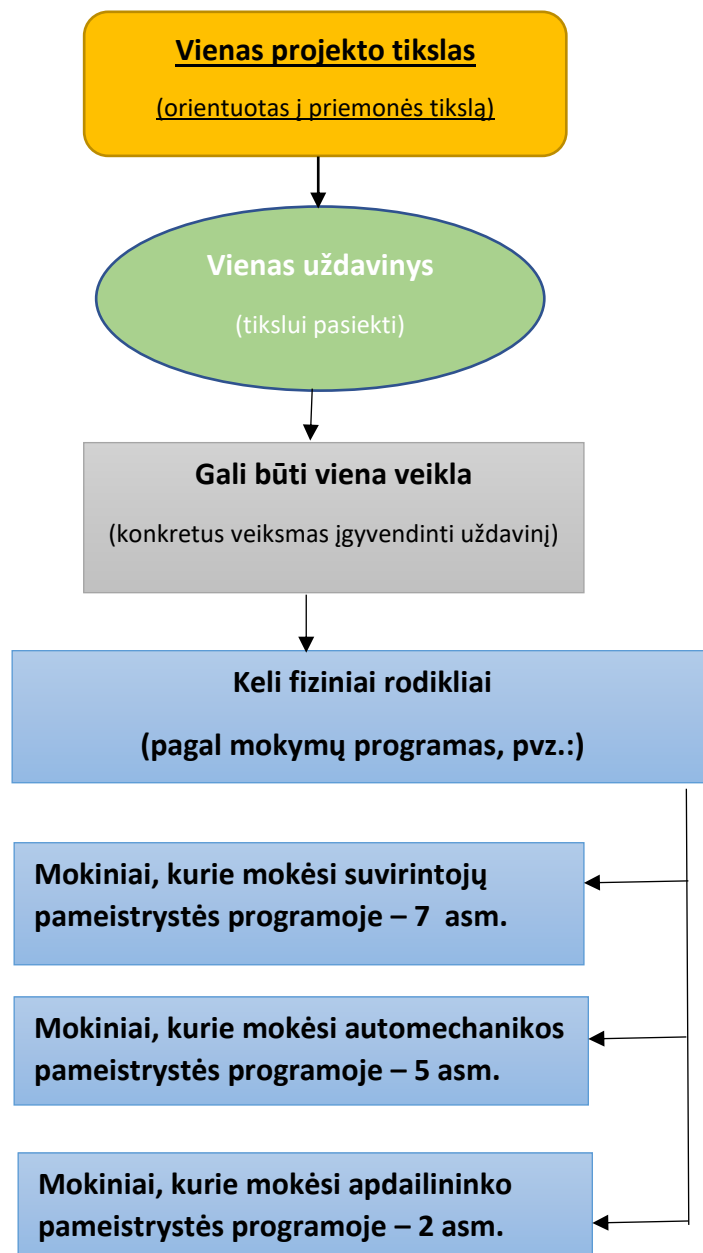 Vienas projekto tikslas
(orientuotas į priemonės tikslą)
Vienas uždavinys
(tikslui pasiekti)
Gali būti viena veikla
(konkretus veiksmas įgyvendinti uždavinį)
Keli fiziniai rodikliai
(pagal mokymų programas, pvz.:)
Mokiniai, kurie mokėsi suvirintojų
pameistrystės programoje – 7 asm.
Mokiniai, kurie mokėsi automechanikos
pameistrystės programoje – 5 asm.
Mokiniai, kurie mokėsi apdailininko
pameistrystės programoje – 2 asm.